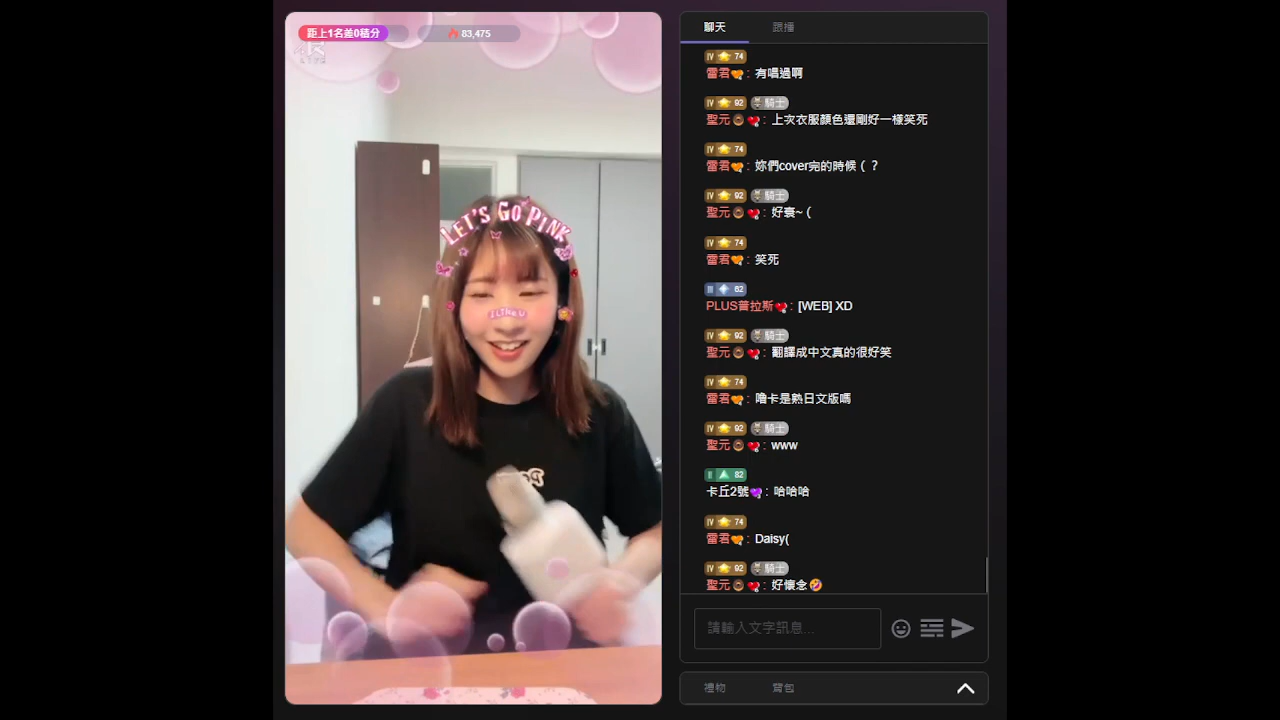 距上1名差0積分
83,475
LET'S GO PINK
I LIKE U
聊天
跟播
IV 74
雷君: 有唱過啊
IV 92 騎士
聖元: 上次衣服顏色還剛好一樣笑死
IV 74
雷君: 妳們cover完的時候（？
IV 92 騎士
聖元: 好衰~（
IV 74
雷君: 笑死
III 62
PLUS普拉斯: [WEB] XD
IV 92 騎士
聖元: 翻譯成中文真的很好笑
IV 74
雷君: 嚕卡是熟日文版嗎
IV 92 騎士
聖元: www
II 82
卡丘2號: 哈哈哈
IV 74
雷君: Daisy(
IV 92 騎士
聖元: 好懷念🤣
請輸入文字訊息...
禮物
背包